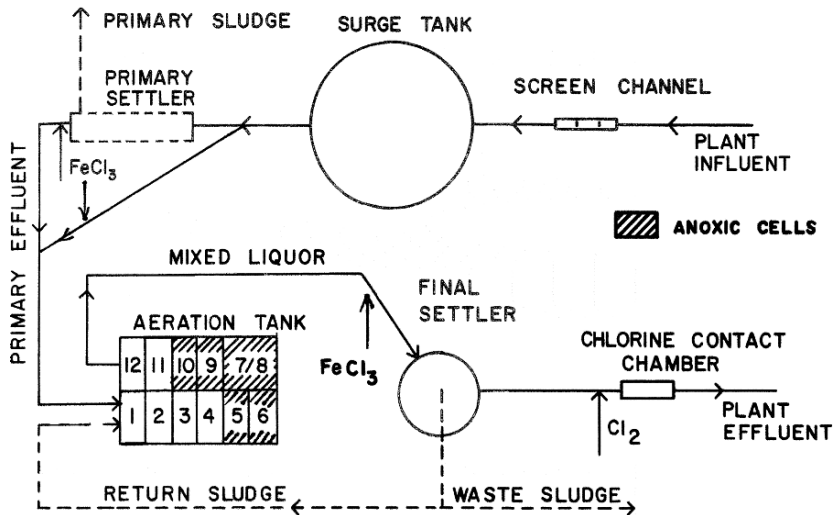 PRIMARY SLUDGE
SURGE TANK
PRIMARY
SETTLER
SCREEN CHANNEL
PLANT
INFLUENT
FeCl3
PRIMARY EFFLUENT
ANOXIC CELLS
MIXED LIQUOR
FINAL
SETTLER
AERATION TANK
FeCl3
CHLORINE CONTACT
CHAMBER
12 11 10 9 7/8
1 2 3 4 5 6
Cl2
PLANT
EFFLUENT
RETURN SLUDGE
WASTE SLUDGE